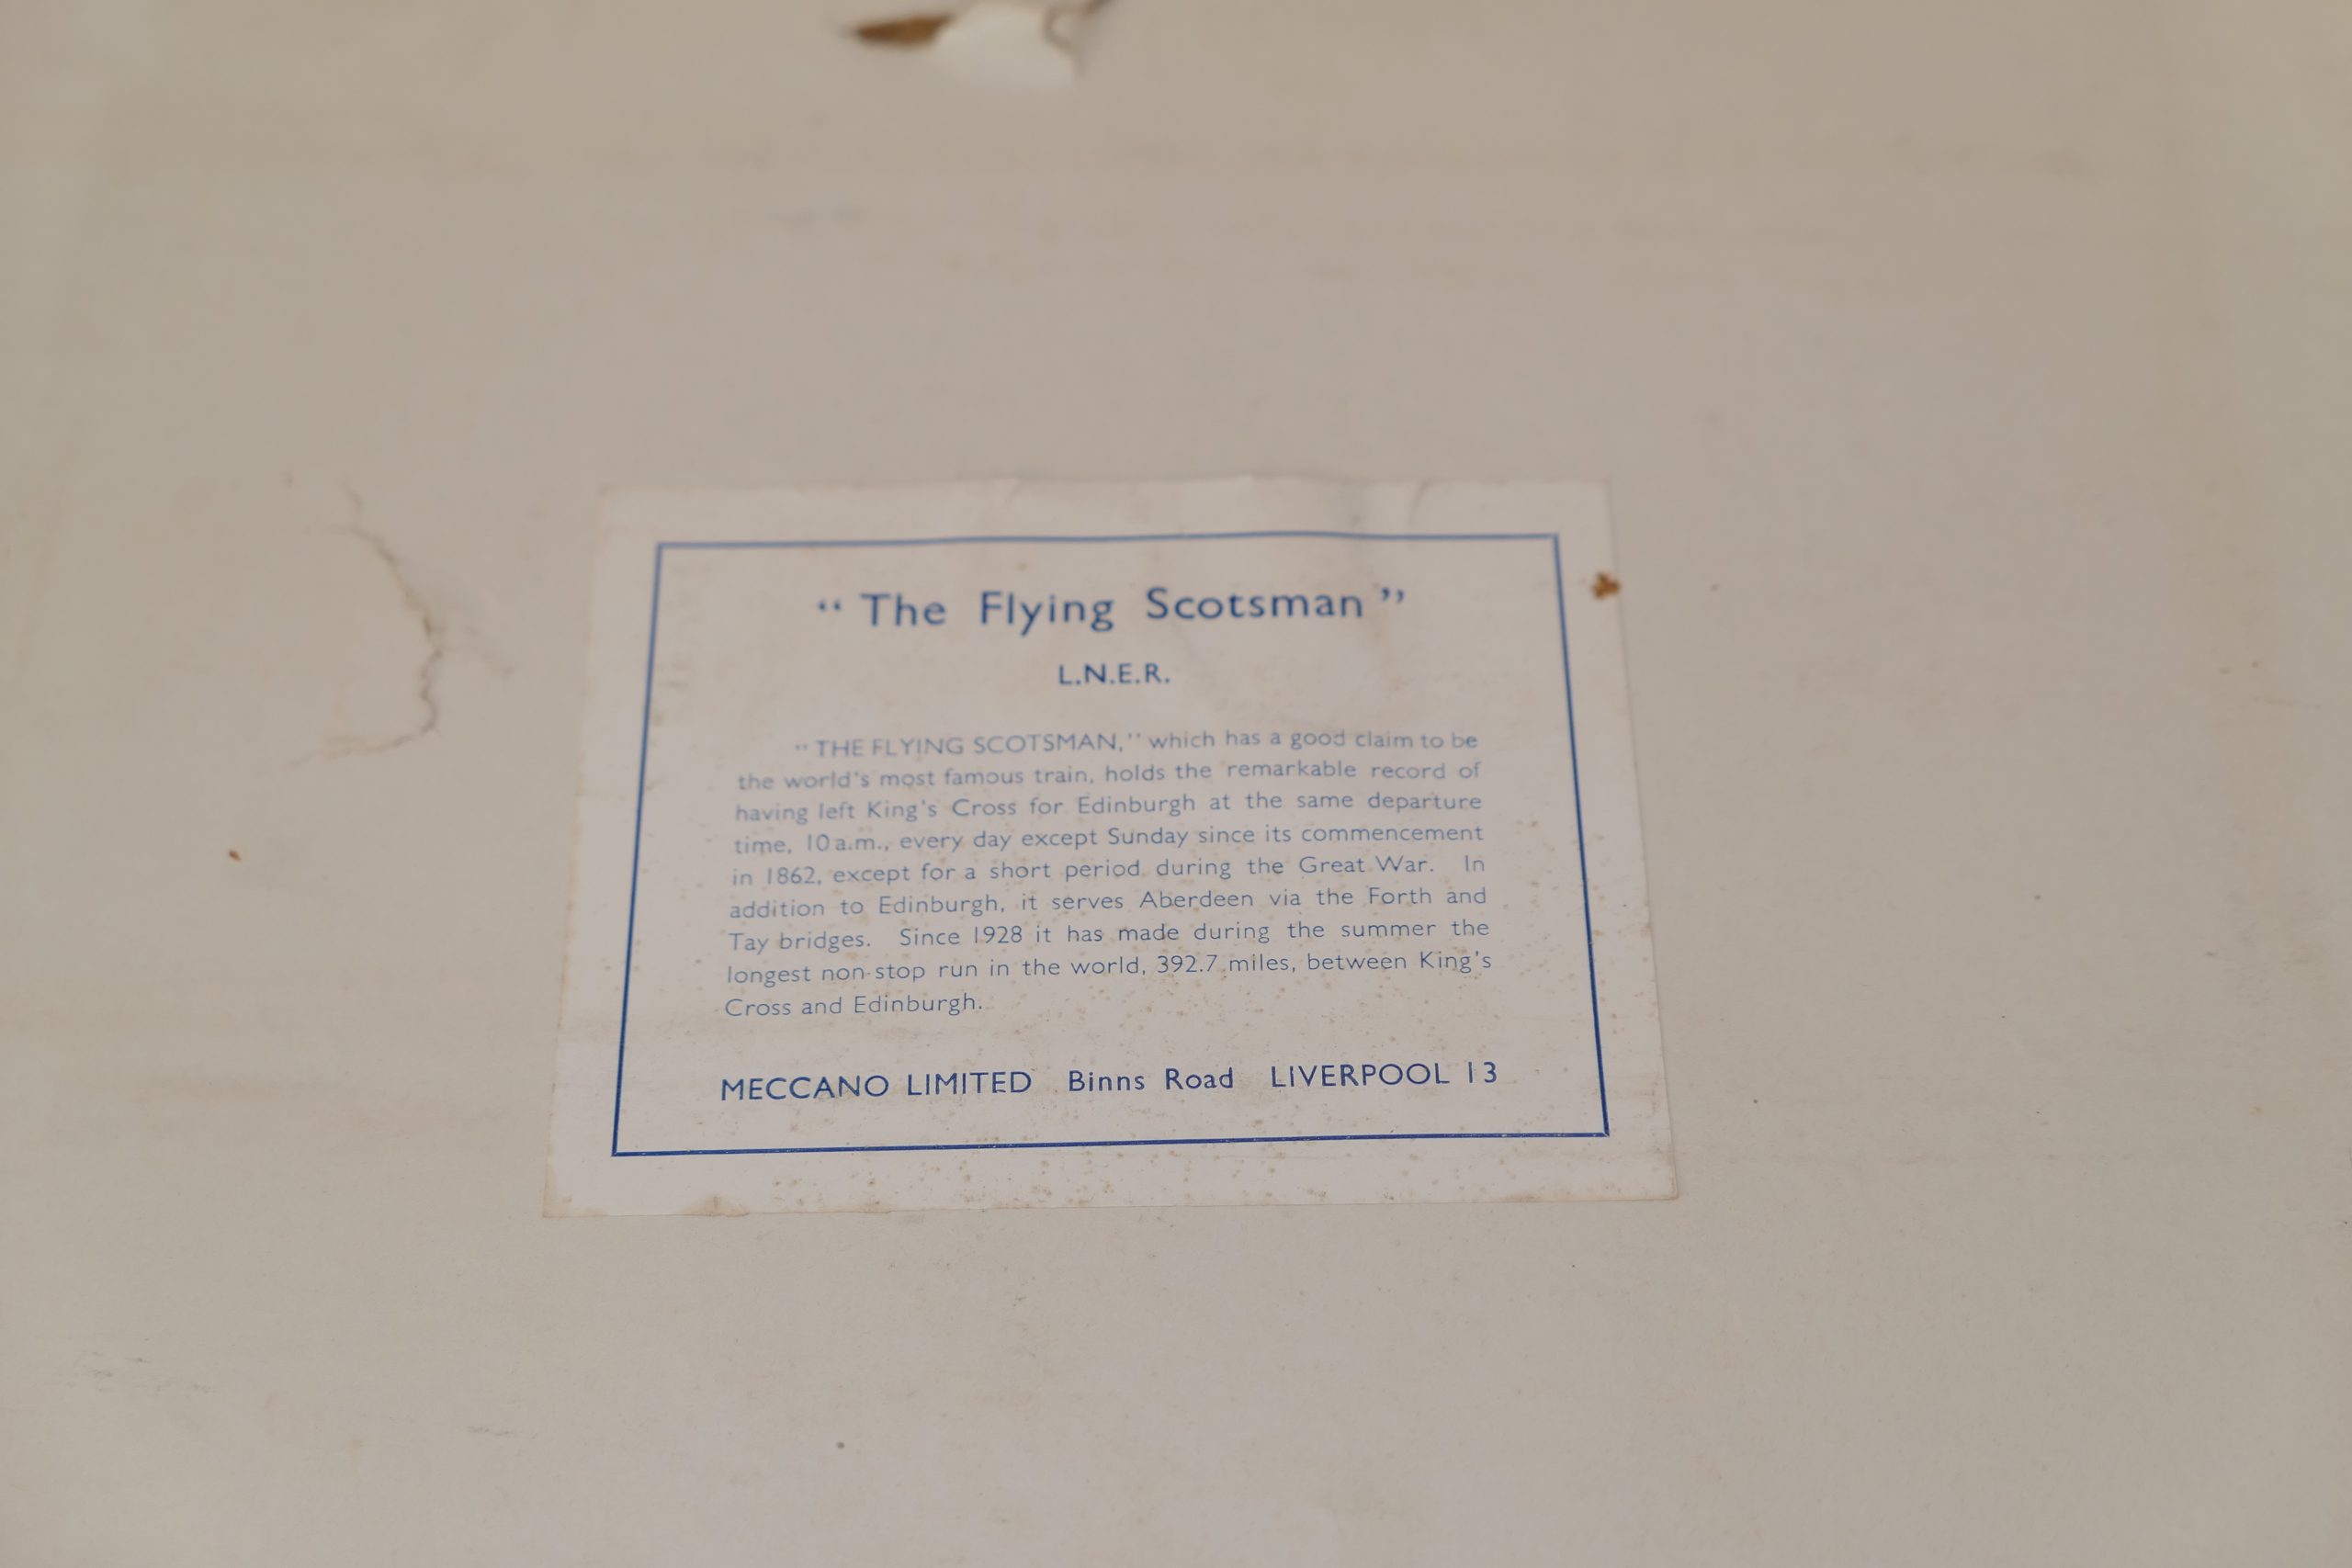 “ The Flying Scotsman ”
L.N.E.R.
“ THE FLYING SCOTSMAN,” which has a good claim to be
the world's most famous train, holds the remarkable record of
having left King's Cross for Edinburgh at the same departure
time, 10 a.m., every day except Sunday since its commencement
in 1862, except for a short period during the Great War. In
addition to Edinburgh, it serves Aberdeen via the Forth and
Tay bridges. Since 1928 it has made during the summer the
longest non-stop run in the world, 392.7 miles, between King's
Cross and Edinburgh.
MECCANO LIMITED Binns Road LIVERPOOL 13